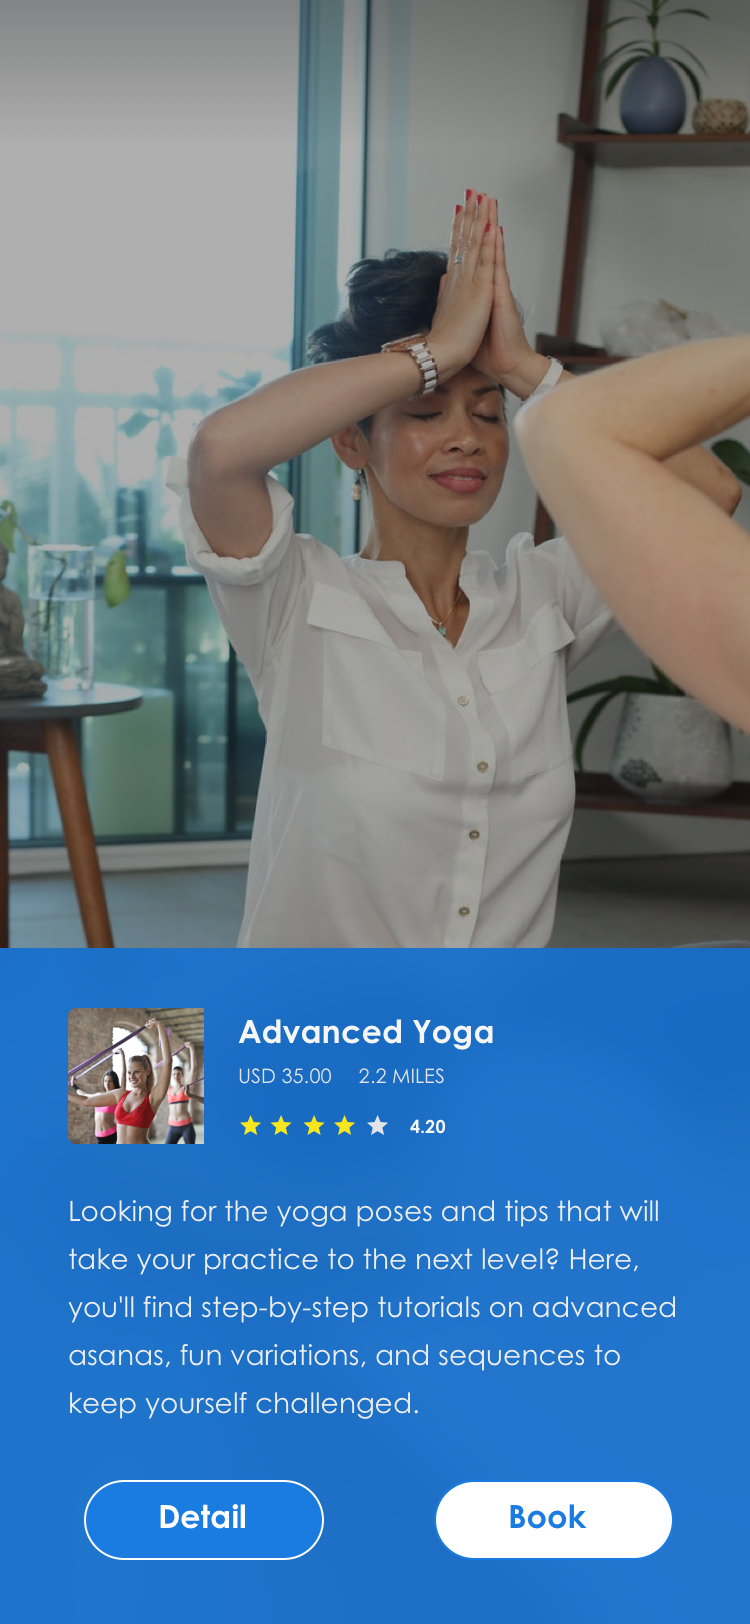 Advanced Yoga
USD 35.00 2.2 MILES
4.20
Looking for the yoga poses and tips that will
take your practice to the next level? Here,
you'll find step-by-step tutorials on advanced
asanas, fun variations, and sequences to
keep yourself challenged.
Detail Book